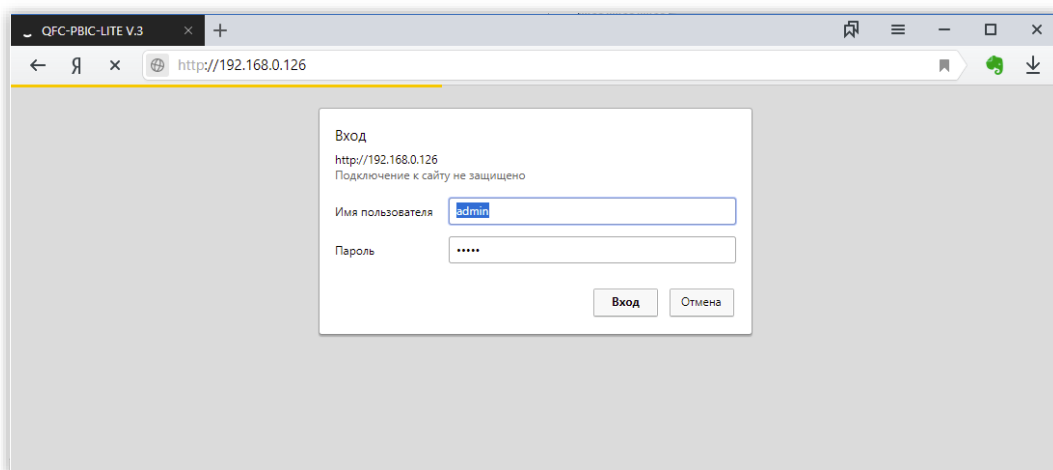 QFC-PBIC-LITE V.3
Я http://192.168.0.126
Вход
http://192.168.0.126
Подключение к сайту не защищено
Имя пользователя admin
Пароль •••••
Вход Отмена